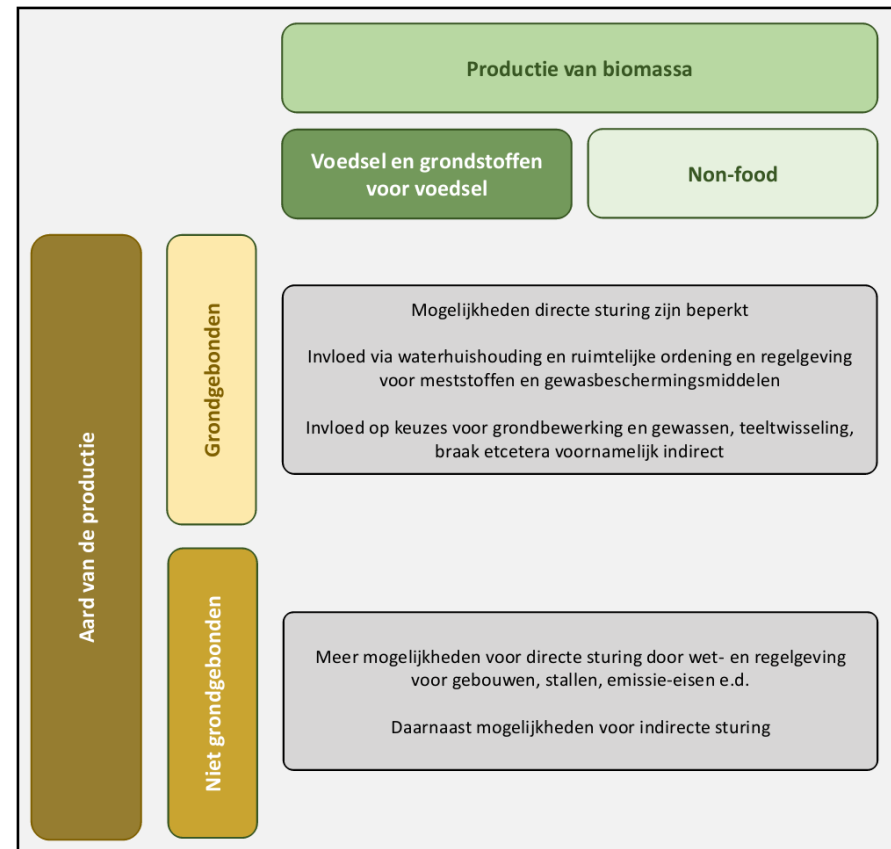 Productie van biomassa
Voedsel en grondstoffen
voor voedsel
Non-food
Aard van de productie
Grondgebonden
Mogelijkheden directe sturing zijn beperkt
Invloed via waterhuishouding en ruimtelijke ordening en regelgeving
voor meststoffen en gewasbeschermingsmiddelen
Invloed op keuzes voor grondbewerking en gewassen, teeltwisseling,
braak etcetera voornamelijk indirect
Niet grondgebonden
Meer mogelijkheden voor directe sturing door wet- en regelgeving
voor gebouwen, stallen, emissie-eisen e.d.
Daarnaast mogelijkheden voor indirecte sturing